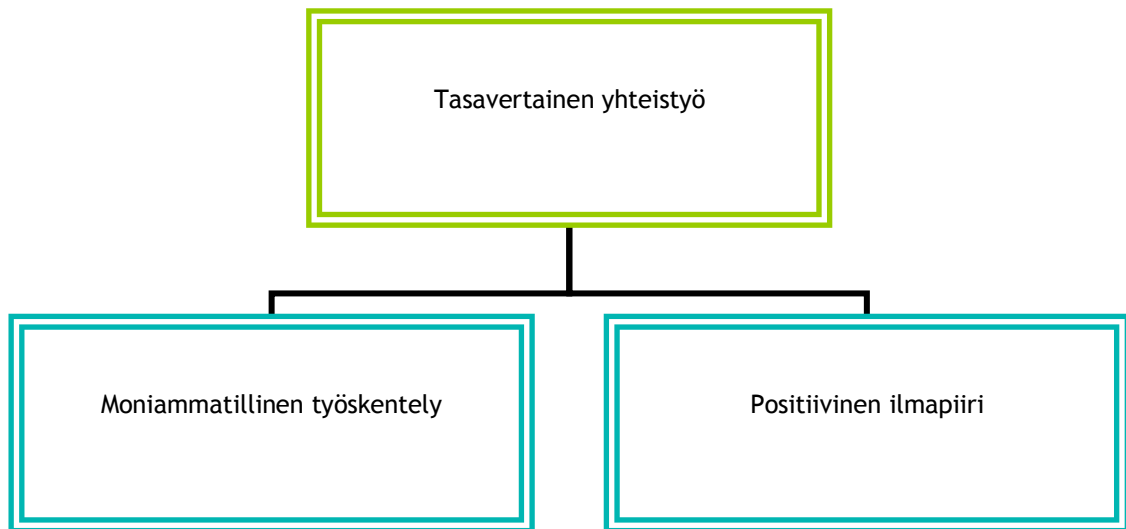 Tasavertainen yhteistyö
Moniammatillinen työskentely
Positiivinen ilmapiiri